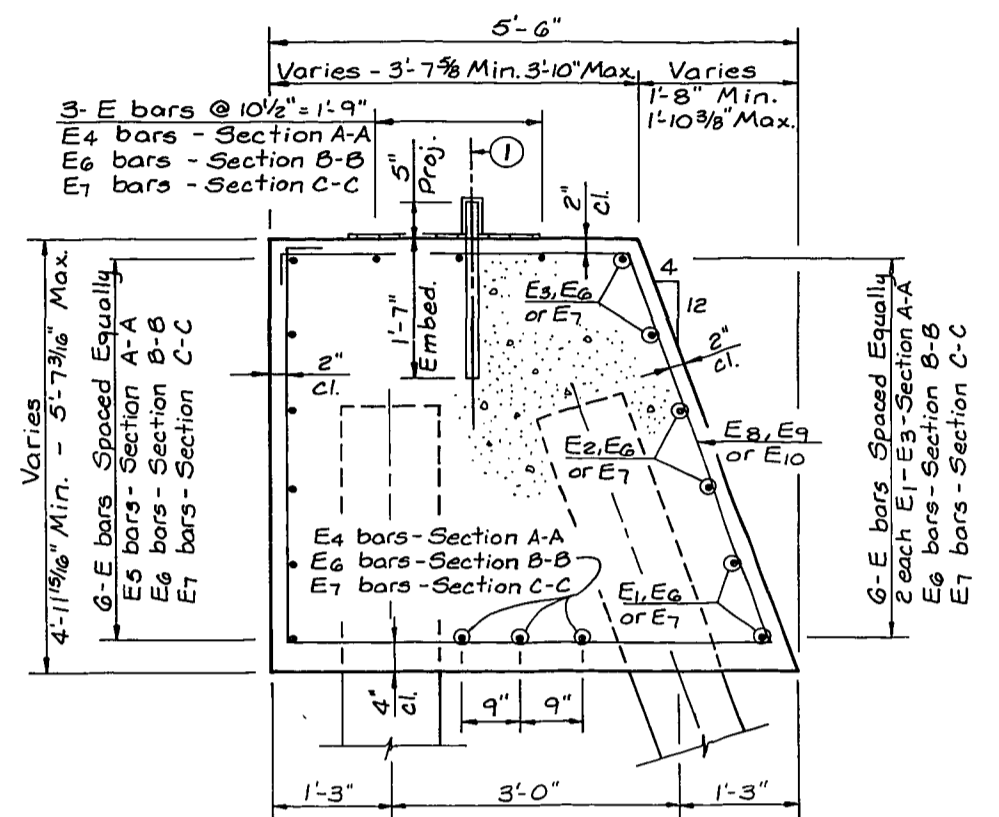 5'-6"
Varies - 3'-7 5/8 Min. 3'-10" Max
Varies
1'-8" Min.
1'-10 3/8" Max.
3- E bars @ 10 1/2" = 1'-9"
E4 bars - Section A-A
E6 bars - Section B-B
E7 bars - Section C-C
5"
Proj.
1
2"
cl.
4
12
1'-7"
Embed.
E3, E6
or E7
2"
cl.
2"
cl.
Varies
4'-11 15/16" Min. - 5'-7 3/16" Max.
6- E bars Spaced Equally
E5 bars - Section A-A
E6 bars - Section B-B
E7 bars - Section C-C
E2, E6
or E7
E8, E9
or E10
6- E bars Spaced Equally
2 each E1-E3-Section A-A
E6 bars - Section B-B
E7 bars - Section C-C
E4 bars-Section A-A
E6 bars-Section B-B
E7 bars-Section C-C
E1, E6
or E7
4"
cl.
9"
9"
1'-3"
3'-0"
1'-3"